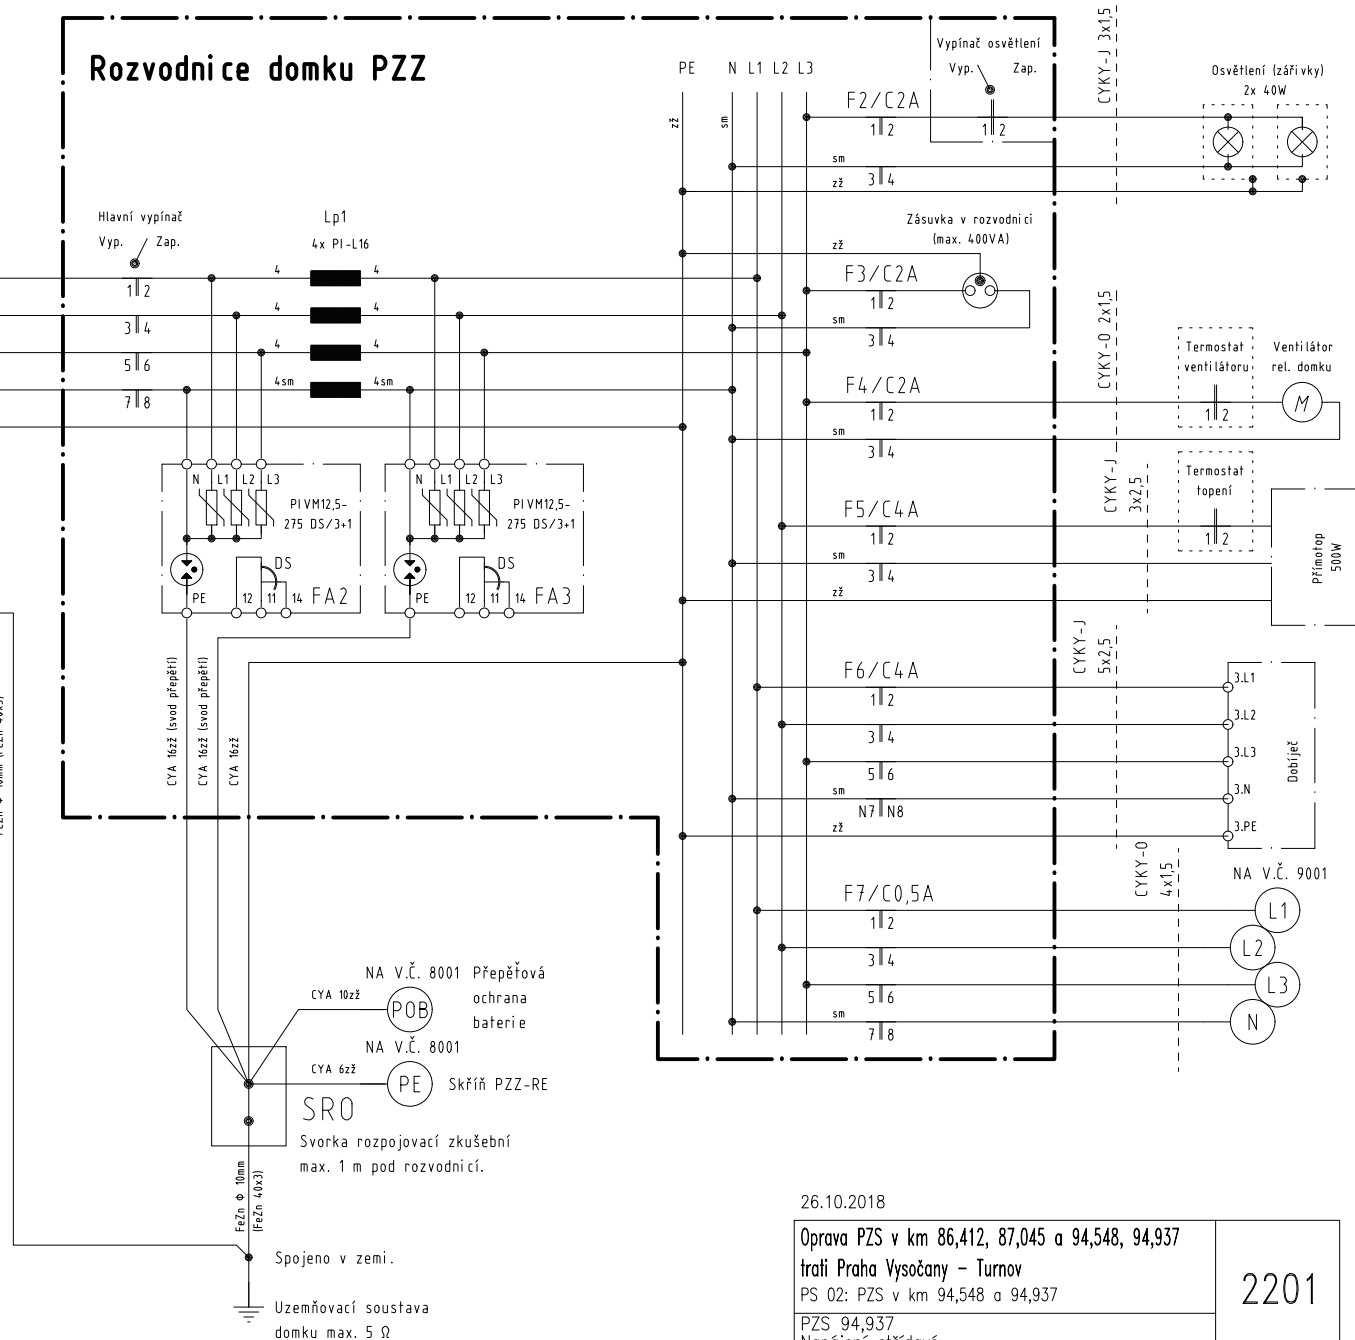 Rozvodnice domku PZZ
PE N L1 L2 L3
zž
sm
Vypínač osvětlení
Vyp. Zap.
CYKY-J 3x1,5
Osvětlení (zářivky)
2x 40W
F2/C2A
1 2
1 2
sm
3 4
zž
Hlavní vypínač
Vyp. Zap.
1 2
3 4
5 6
7 8
Lp1
4x PI-L16
4 4
4 4
4 4
4sm 4sm
Zásuvka v rozvodnici
(max. 400VA)
zž
F3/C2A
1 2
sm
3 4
CYKY-O 2x1,5
Termostat
ventilátoru
1 2
Ventilátor
rel. domku
M
F4/C2A
1 2
sm
3 4
N L1 L2 L3
PIVM12,5-
275 DS/3+1
DS
PE 12 11 14 FA2
N L1 L2 L3
PIVM12,5-
275 DS/3+1
DS
PE 12 11 14 FA3
CYKY-J
3x2,5
Termostat
topení
1 2
Přímotop
500W
F5/C4A
1 2
sm
3 4
zž
CYA 16zž (svod přepětí)
CYA 16zž (svod přepětí)
CYA 16zž
CYKY-J
5x2,5
F6/C4A
1 2
3 4
5 6
sm
N7 N8
zž
3.L1
3.L2
3.L3
3.N
3.PE
Dobíječ
CYKY-O
4x1,5
NA V.Č. 9001
F7/C0,5A
1 2
3 4
5 6
sm
7 8
L1
L2
L3
N
NA V.Č. 8001 Přepěťová
ochrana
baterie
CYA 10zž
POB
NA V.Č. 8001
CYA 6zž
PE
Skříň PZZ-RE
SRO
Svorka rozpojovací zkušební
max. 1 m pod rozvodnicí.
FeZn Φ 10mm
(FeZn 40x3)
Spojeno v zemi.
Uzemňovací soustava
domku max. 5 Ω
26.10.2018
Oprava PZS v km 86,412, 87,045 a 94,548, 94,937
trati Praha Vysočany – Turnov
PS 02: PZS v km 94,548 a 94,937
2201
PZS 94,937
Napájení střídavé